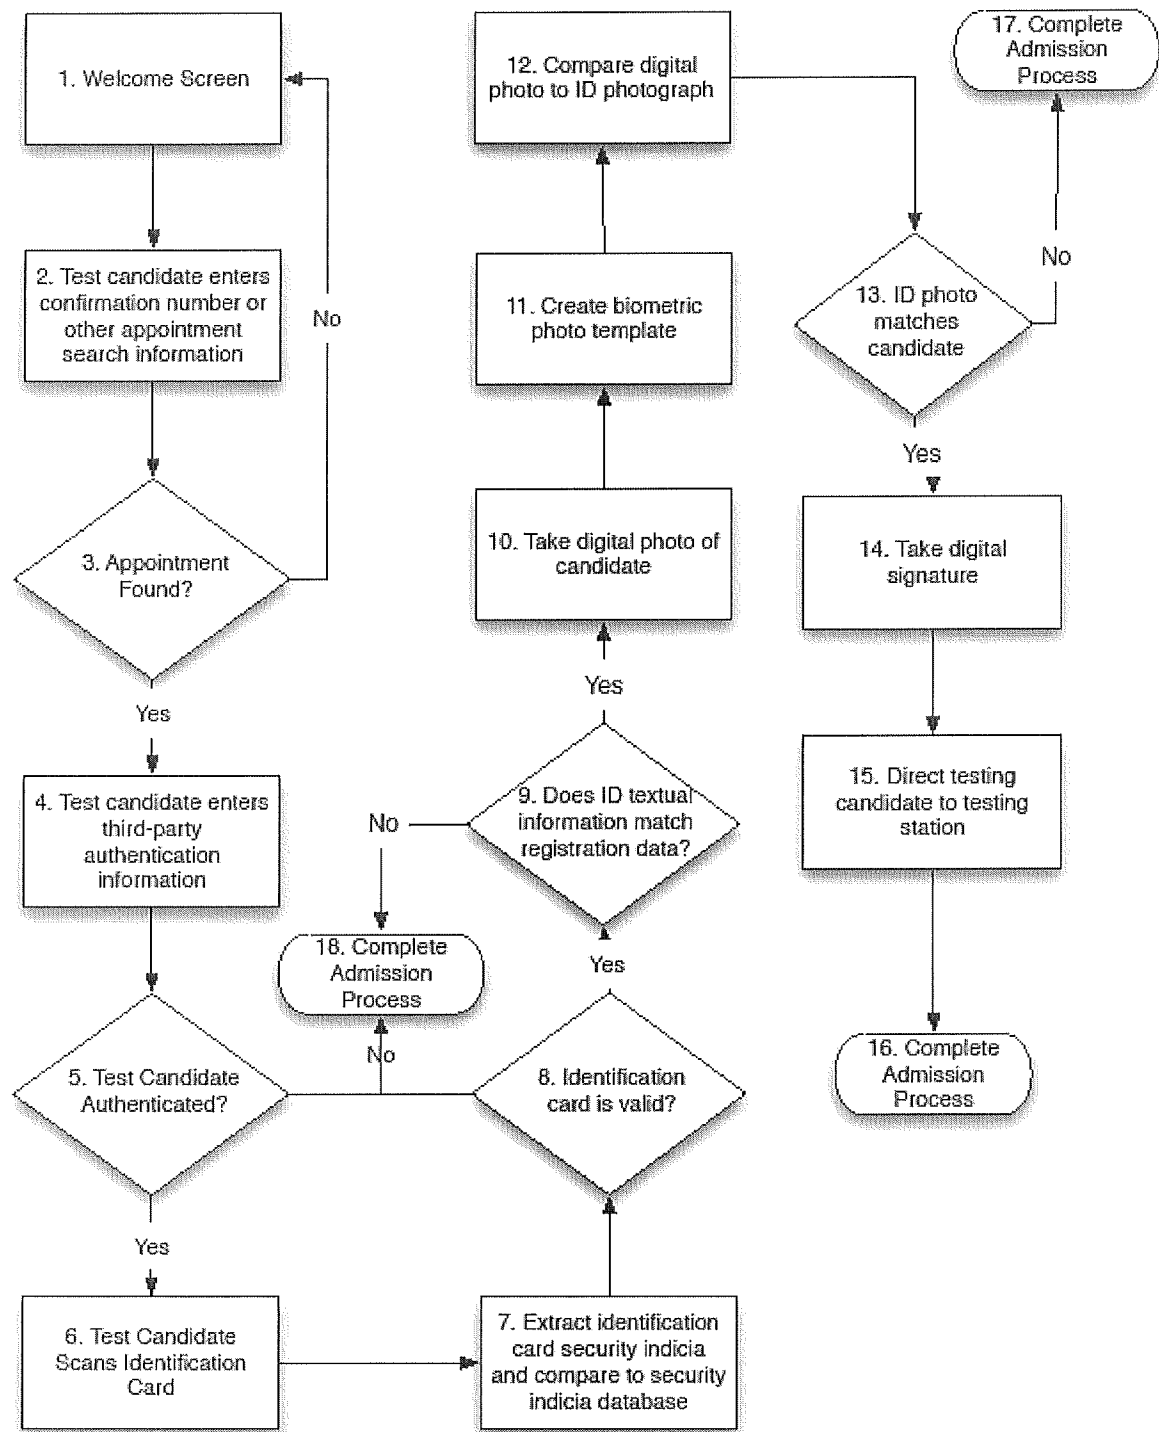 1. Welcome Screen
2. Test candidate enters
confirmation number or
other appointment
search information
No
3. Appointment
Found?
Yes
4. Test candidate enters
third-party
authentication
information
5. Test Candidate
Authenticated?
Yes
6. Test Candidate
Scans Identification
Card
7. Extract identification
card security indicia
and compare to security
indicia database
8. Identification
card is valid?
No
18. Complete
Admission
Process
Yes
9. Does ID textual
information match
registration data?
No
Yes
10. Take digital photo of
candidate
11. Create biometric
photo template
12. Compare digital
photo to ID photograph
13. ID photo
matches
candidate
No
17. Complete
Admission
Process
Yes
14. Take digital
signature
15. Direct testing
candidate to testing
station
16. Complete
Admission
Process